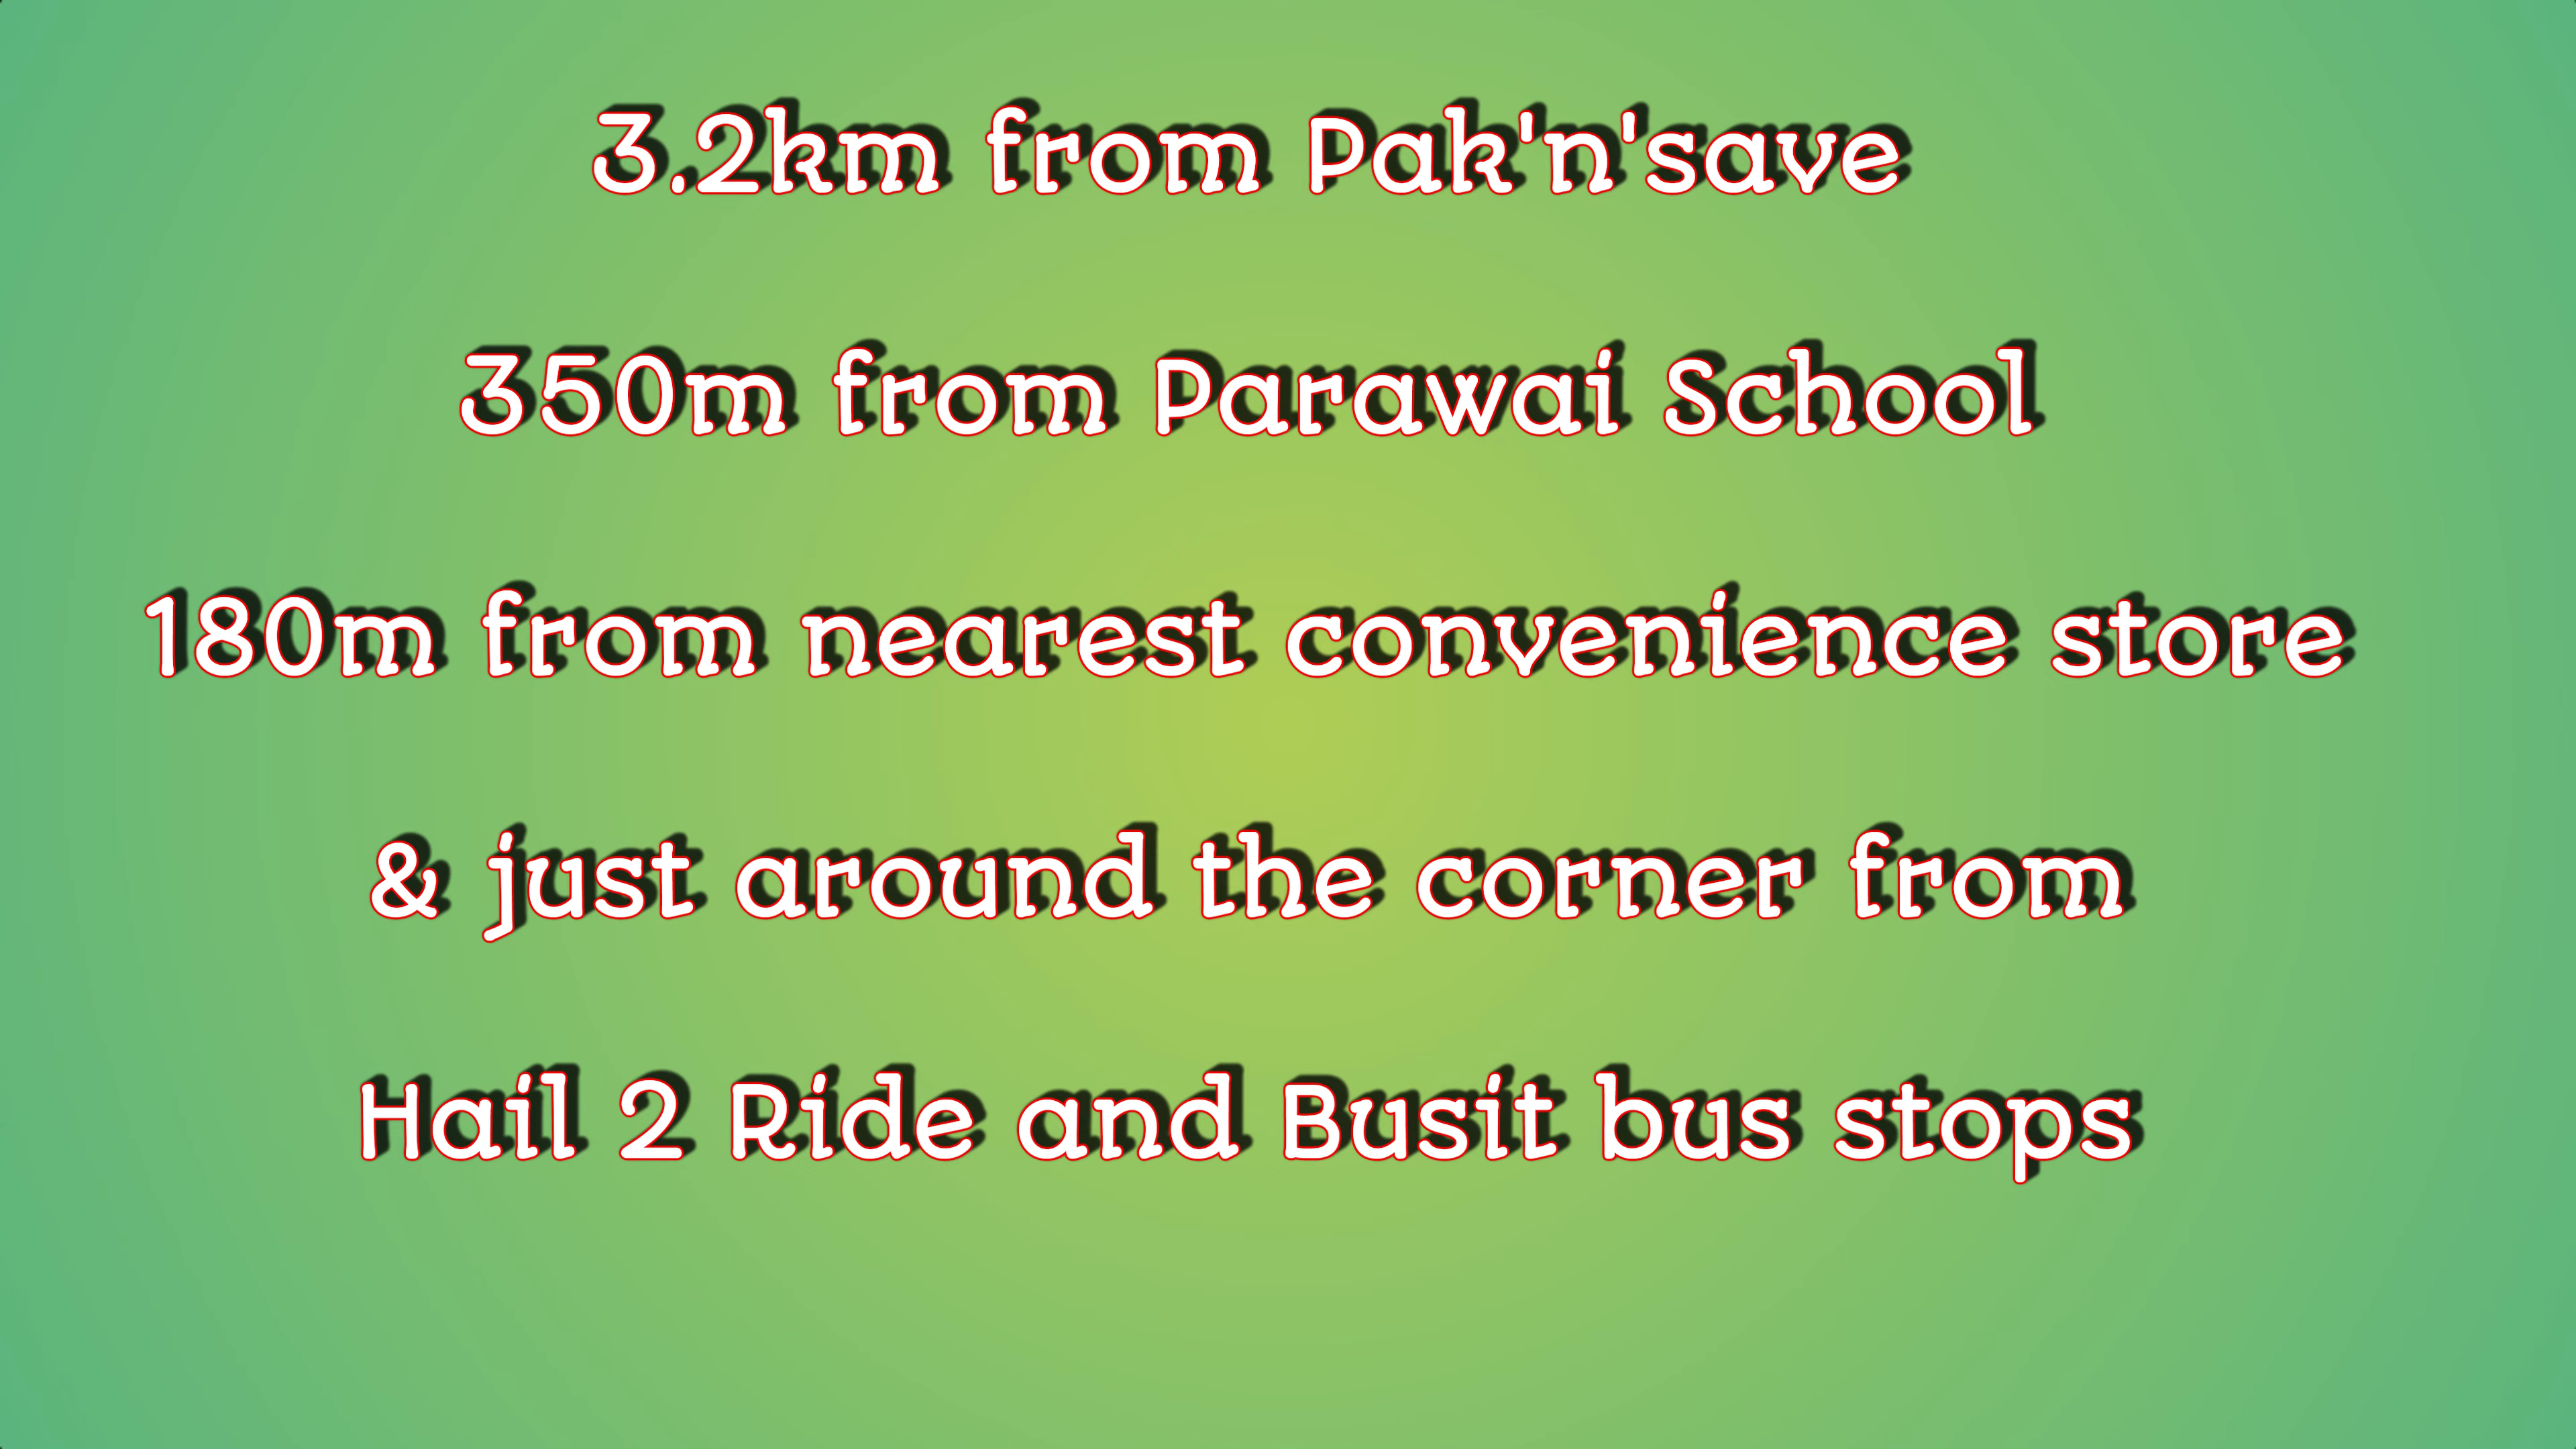 3.2km from Pak'n'save
350m from Parawai School
180m from nearest convenience store
& just around the corner from
Hail 2 Ride and Busit bus stops